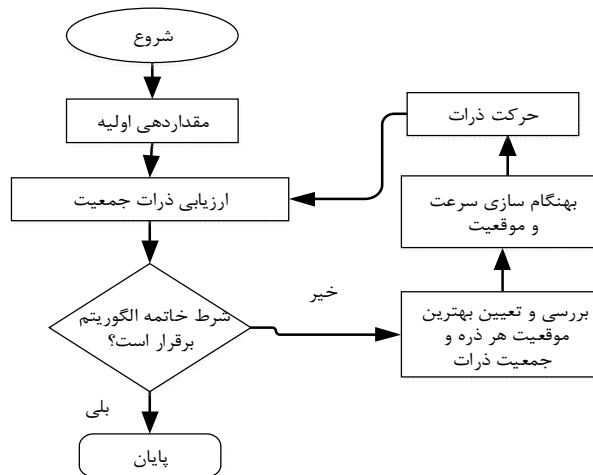 شروع
مقداردهی اولیه
ارزیابی ذرات جمعیت
شرط خاتمه الگوریتم
برقرار است؟
بلی
پایان
خیر
بررسی و تعیین بهترین
موقعیت هر ذره و
جمعیت ذرات
بهنگام سازی سرعت
و موقعیت
حرکت ذرات